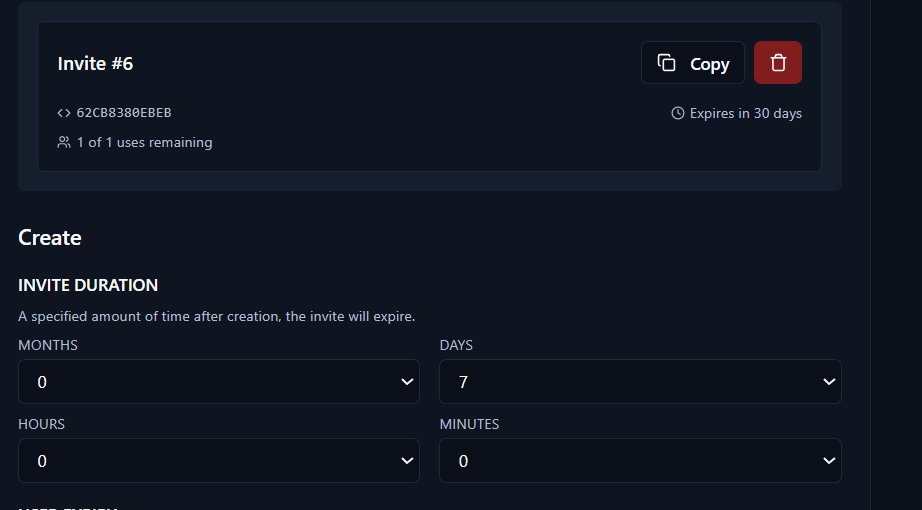 Invite #6
Copy
62CB8380EBEB
Expires in 30 days
1 of 1 uses remaining
Create
INVITE DURATION
A specified amount of time after creation, the invite will expire.
MONTHS
DAYS
0
7
HOURS
MINUTES
0
0